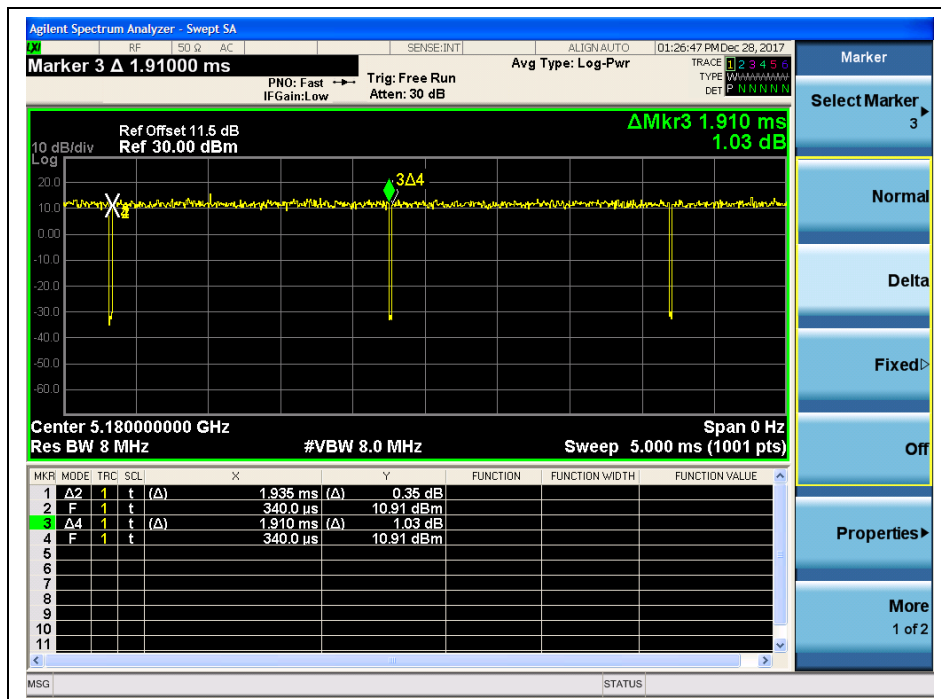 Agilent Spectrum Analyzer - Swept SA
LXI RF 50 Ω AC SENSE:INT ALIGN AUTO 01:26:47 PM Dec 28, 2017
Marker 3 Δ 1.91000 ms
PNO: Fast
IFGain:Low
Trig: Free Run
Atten: 30 dB
Avg Type: Log-Pwr
TRACE 1 2 3 4 5 6
TYPE WWWWWW
DET P N N N N N
Ref Offset 11.5 dB
Ref 30.00 dBm
10 dB/div
Log
ΔMkr3 1.910 ms
1.03 dB
20.0
10.0
0.00
-10.0
-20.0
-30.0
-40.0
-50.0
-60.0
3Δ4
Center 5.180000000 GHz Span 0 Hz
Res BW 8 MHz #VBW 8.0 MHz Sweep 5.000 ms (1001 pts)
MKR MODE TRC SCL X Y FUNCTION FUNCTION WIDTH FUNCTION VALUE
1 Δ2 1 t (Δ) 1.935 ms (Δ) 0.35 dB
2 F 1 t 340.0 µs 10.91 dBm
3 Δ4 1 t (Δ) 1.910 ms (Δ) 1.03 dB
4 F 1 t 340.0 µs 10.91 dBm
5
6
7
8
9
10
11
MSG STATUS
Marker
Select Marker
3
Normal
Delta
Fixed
Off
Properties
More
1 of 2